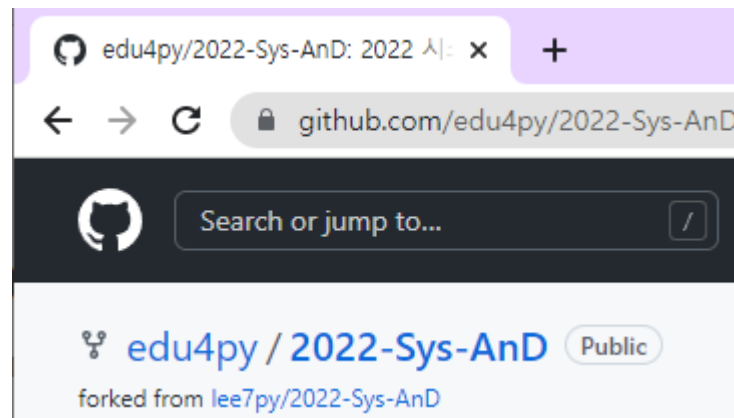 edu4py/2022-Sys-AnD: 2022 시
github.com/edu4py/2022-Sys-AnD
Search or jump to... /
edu4py / 2022-Sys-AnD Public
forked from lee7py/2022-Sys-AnD